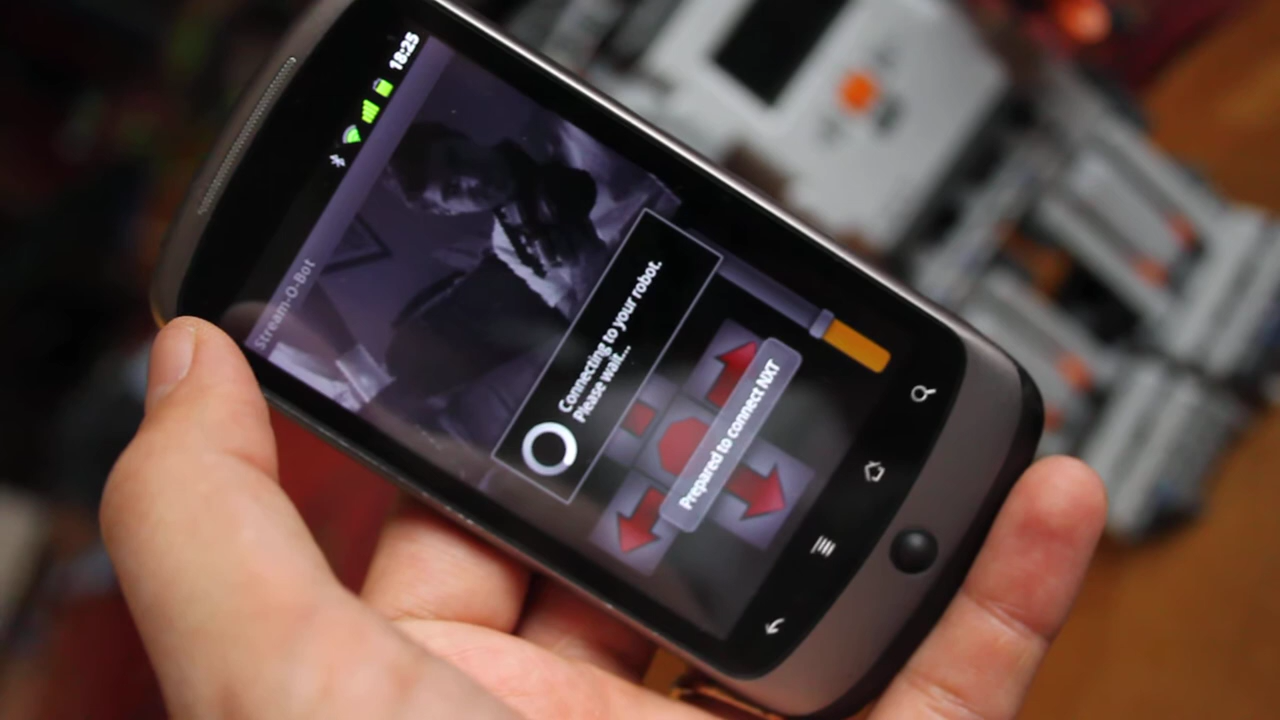 18:25
Stream-O-Bot
Connecting to your robot.
Please wait...
Prepared to connect NXT